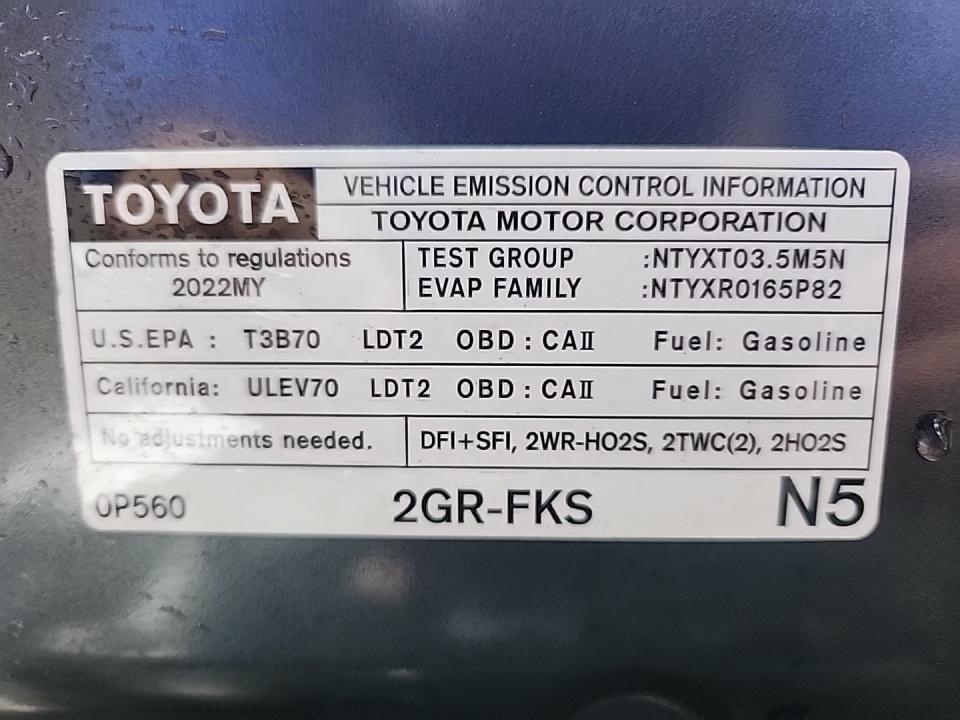 TOYOTA
VEHICLE EMISSION CONTROL INFORMATION
TOYOTA MOTOR CORPORATION
Conforms to regulations
2022MY
TEST GROUP :NTYXT03.5M5N
EVAP FAMILY :NTYXR0165P82
U.S.EPA : T3B70 LDT2 OBD : CAⅡ Fuel: Gasoline
California: ULEV70 LDT2 OBD : CAⅡ Fuel: Gasoline
No adjustments needed.
DFI+SFI, 2WR-HO2S, 2TWC(2), 2HO2S
0P560
2GR-FKS
N5